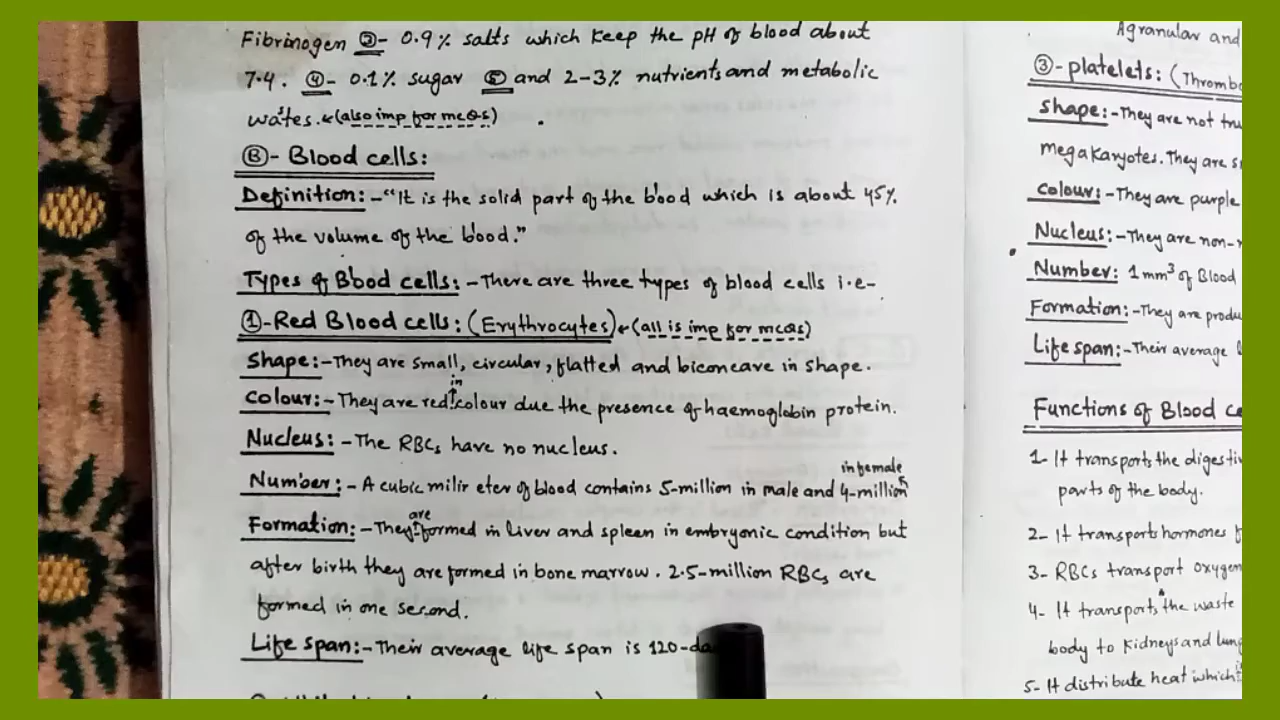 Fibrinogen ③- 0.9% salts which keep the pH of blood about
7.4. ④- 0.1% sugar ⑤ and 2-3% nutrients and metabolic
wastes. (also imp for mcQs)
Ⓑ- Blood cells:
Definition:- "It is the solid part of the blood which is about 45%
of the volume of the blood."
Types of Blood cells:- There are three types of blood cells i.e-
①-Red Blood cells: (Erythrocytes) (all is imp for mcQs)
Shape:- They are small, circular, flatted and biconcave in shape.
Colour:- They are red in colour due the presence of haemoglobin protein.
Nucleus:- The RBCs have no nucleus.
Number:- A cubic milir eter of blood contains 5-million in male and 4-million in female
Formation:- They are formed in liver and spleen in embryonic condition but
after birth they are formed in bone marrow. 2.5-million RBCs are
formed in one second.
Life span:- Their average life span is 120-da
Agranular and
③-platelets: (Thrombo
Shape:- They are not tru
megakaryotes. They are s
Colour:- They are purple
Nucleus:- They are non-n
Number: 1mm³ of Blood
Formation:- They are produ
Life span:- Their average l
Functions of Blood ce
1- It transports the digesti
parts of the body.
2- It transports hormones f
3- RBCs transport oxygen
4- It transports the waste
body to kidneys and lung
5- It distribute heat which